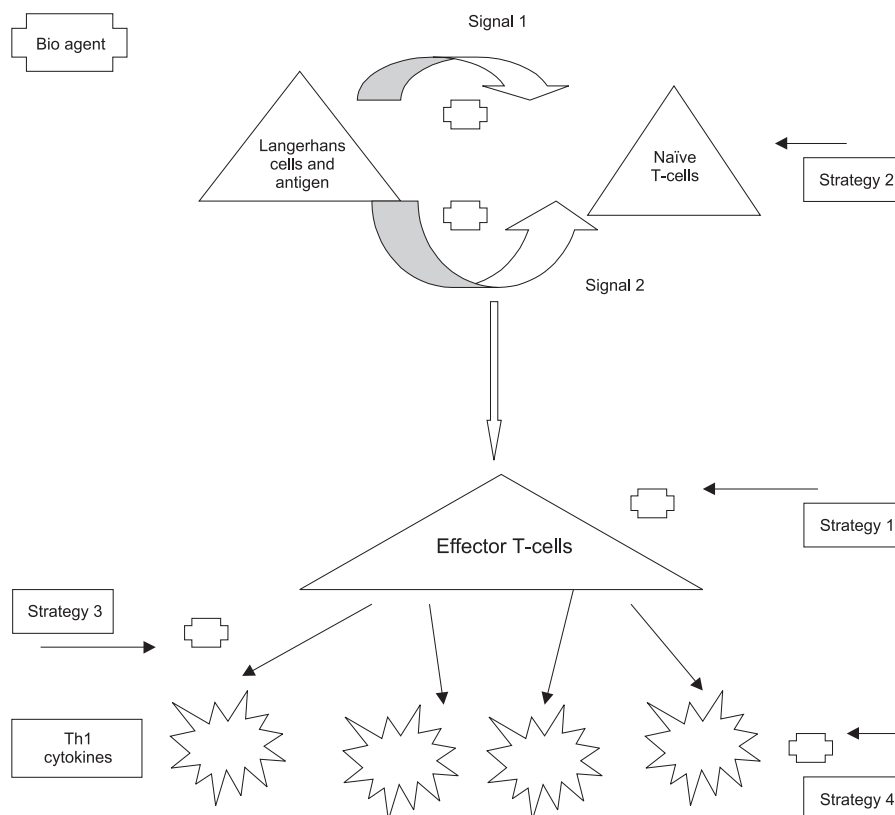 Signal 1
Bio agent
Langerhans
cells and
antigen
Naïve
T-cells
Strategy 2
Signal 2
Effector T-cells
Strategy 1
Strategy 3
Th1
cytokines
Strategy 4